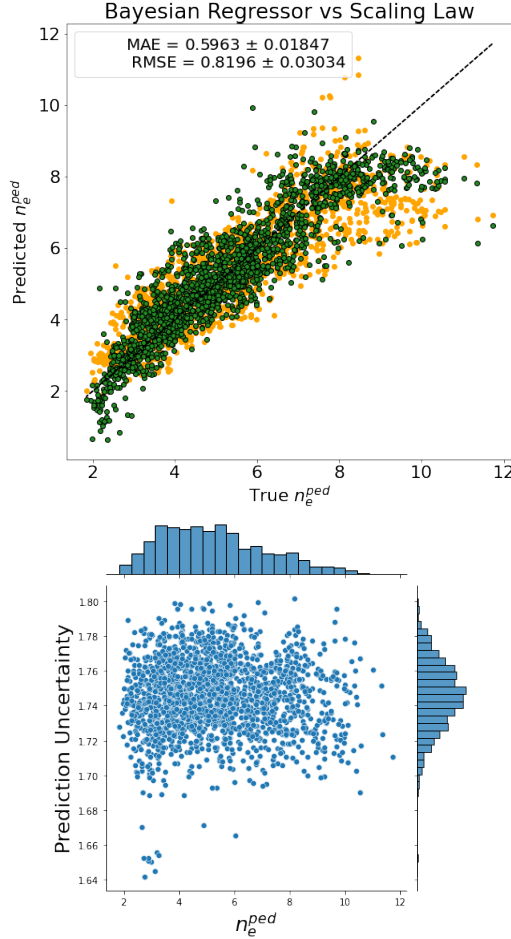 Bayesian Regressor vs Scaling Law
MAE = 0.5963 ± 0.01847
RMSE = 0.8196 ± 0.03034
12
10
8
6
4
2
Predicted n_e^{ped}
2 4 6 8 10 12
True n_e^{ped}
1.80
1.78
1.76
1.74
1.72
1.70
1.68
1.66
1.64
Prediction Uncertainty
2 4 6 8 10 12
n_e^{ped}